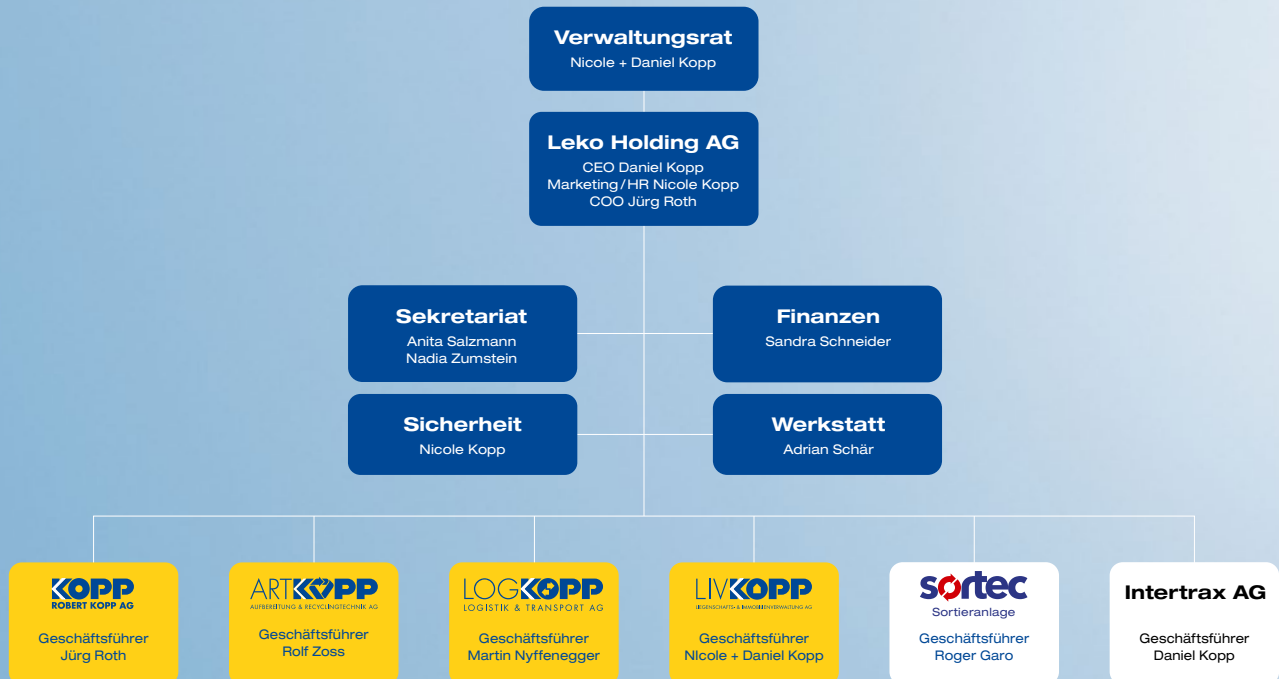 Verwaltungsrat
Nicole + Daniel Kopp
Leko Holding AG
CEO Daniel Kopp
Marketing/HR Nicole Kopp
COO Jürg Roth
Sekretariat
Anita Salzmann
Nadia Zumstein
Finanzen
Sandra Schneider
Sicherheit
Nicole Kopp
Werkstatt
Adrian Schär
KOPP
ROBERT KOPP AG
Geschäftsführer
Jürg Roth
ARTKOPP
AUFBEREITUNG & RECYCLINGTECHNIK AG
Geschäftsführer
Rolf Zoss
LOGKOPP
LOGISTIK & TRANSPORT AG
Geschäftsführer
Martin Nyffenegger
LIVKOPP
LIEGENSCHAFTS- & IMMOBILIENVERWALTUNG AG
Geschäftsführer
NIcole + Daniel Kopp
sortec
Sortieranlage
Geschäftsführer
Roger Garo
Intertrax AG
Geschäftsführer
Daniel Kopp